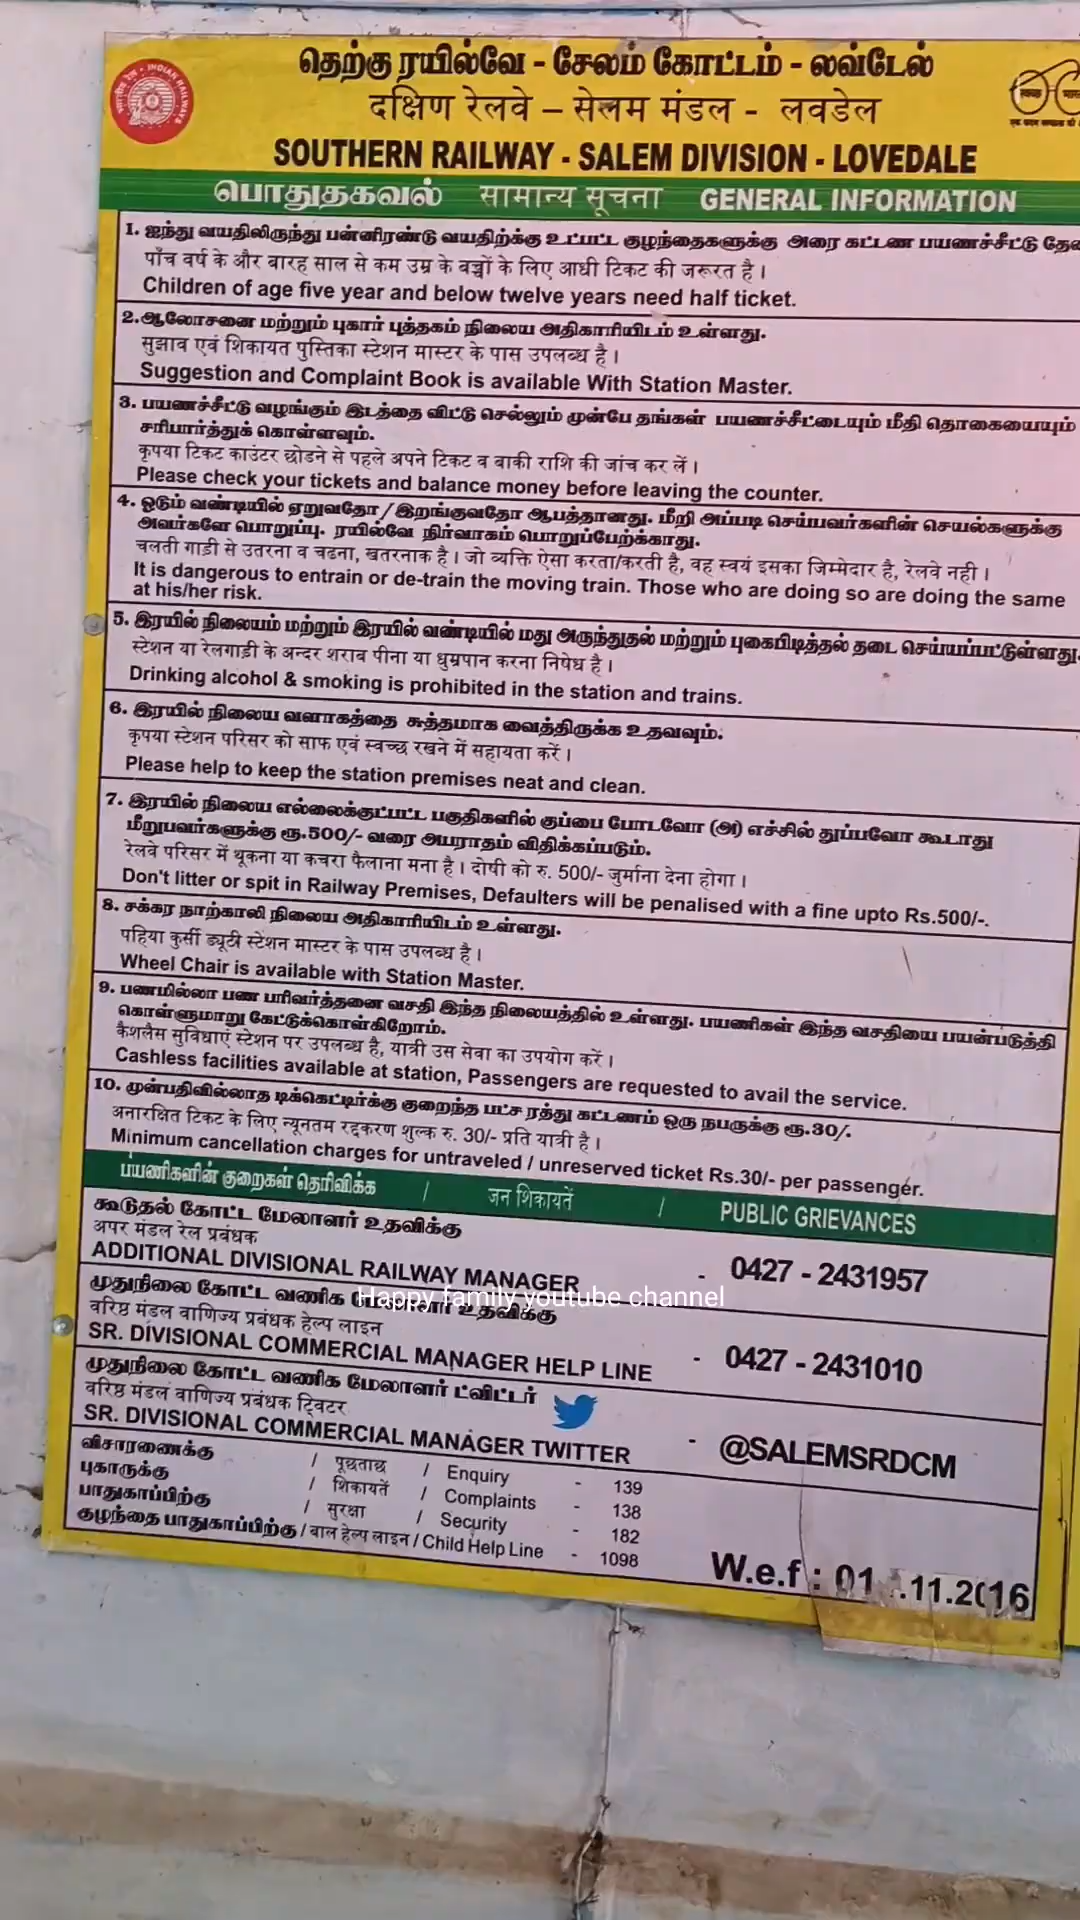 தெற்கு ரயில்வே - சேலம் கோட்டம் - லவ்டேல்
दक्षिण रेलवे – सेलम मंडल - लवडेल
SOUTHERN RAILWAY - SALEM DIVISION - LOVEDALE
பொதுதகவல் सामान्य सूचना GENERAL INFORMATION
1. ஐந்து வயதிலிருந்து பன்னிரண்டு வயதிற்க்கு உட்பட்ட குழந்தைகளுக்கு அரை கட்டண பயணச்சீட்டு
पाँच वर्ष के और बारह साल से कम उम्र के बच्चों के लिए आधी टिकट की जरूरत है।
Children of age five year and below twelve years need half ticket.
2.ஆலோசனை மற்றும் புகார் புத்தகம் நிலைய அதிகாரியிடம் உள்ளது.
सुझाव एवं शिकायत पुस्तिका स्टेशन मास्टर के पास उपलब्ध है।
Suggestion and Complaint Book is available With Station Master.
3. பயணச்சீட்டு வழங்கும் இடத்தை விட்டு செல்லும் முன்பே தங்கள் பயணச்சீட்டையும் மீதி தொகையையும்
சரிபார்த்துக் கொள்ளவும்.
कृपया टिकट काउंटर छोडने से पहले अपने टिकट व बाकी राशि की जांच कर लें।
Please check your tickets and balance money before leaving the counter.
4. ஓடும் வண்டியில் ஏறுவதோ / இறங்குவதோ ஆபத்தானது. மீறி அப்படி செய்பவர்களின் செயல்களுக்கு
அவர்களே பொறுப்பு. ரயில்வே நிர்வாகம் பொறுப்பேற்க்காது.
चलती गाडी से उतरना व चढना, खतरनाक है। जो व्यक्ति ऐसा करता/करती है, वह स्वयं इसका जिम्मेदार है, रेलवे नही।
It is dangerous to entrain or de-train the moving train. Those who are doing so are doing the same
at his/her risk.
5. இரயில் நிலையம் மற்றும் இரயில் வண்டியில் மது அருந்துதல் மற்றும் புகைபிடித்தல் தடை செய்யப்பட்டுள்ளது.
स्टेशन या रेलगाडी के अन्दर शराब पीना या धुम्रपान करना निषेध है।
Drinking alcohol & smoking is prohibited in the station and trains.
6. இரயில் நிலைய வளாகத்தை சுத்தமாக வைத்திருக்க உதவவும்.
कृपया स्टेशन परिसर को साफ एवं स्वच्छ रखने में सहायता करें।
Please help to keep the station premises neat and clean.
7. இரயில் நிலைய எல்லைக்குட்பட்ட பகுதிகளில் குப்பை போடவோ (அ) எச்சில் துப்பவோ கூடாது
மீறுபவர்களுக்கு ரூ.500/- வரை அபராதம் விதிக்கப்படும்.
रेलवे परिसर में थूकना या कचरा फैलाना मना है। दोषी को रु. 500/- जुर्माना देना होगा।
Don't litter or spit in Railway Premises, Defaulters will be penalised with a fine upto Rs.500/-.
8. சக்கர நாற்காலி நிலைய அதிகாரியிடம் உள்ளது.
पहिया कुर्सी ड्यूटी स्टेशन मास्टर के पास उपलब्ध है।
Wheel Chair is available with Station Master.
9. பணமில்லா பண பரிவர்த்தனை வசதி இந்த நிலையத்தில் உள்ளது. பயணிகள் இந்த வசதியை பயன்படுத்தி
கொள்ளுமாறு கேட்டுக்கொள்கிறோம்.
कैशलैस सुविधाएं स्टेशन पर उपलब्ध है, यात्री उस सेवा का उपयोग करें।
Cashless facilities available at station, Passengers are requested to avail the service.
10. முன்பதிவில்லாத டிக்கெட்டிர்க்கு குறைந்த பட்ச ரத்து கட்டணம் ஒரு நபருக்கு ரூ.30/.
अनारक्षित टिकट के लिए न्यूनतम रद्दकरण शुल्क रु. 30/- प्रति यात्री है।
Minimum cancellation charges for untraveled / unreserved ticket Rs.30/- per passenger.
பயணிகளின் குறைகள் தெரிவிக்க / जन शिकायतें / PUBLIC GRIEVANCES
கூடுதல் கோட்ட மேலாளர் உதவிக்கு
अपर मंडल रेल प्रबंधक
ADDITIONAL DIVISIONAL RAILWAY MANAGER - 0427 - 2431957
Happy family youtube channel
முதுநிலை கோட்ட வணிக மேலாளர் உதவிக்கு
वरिष्ठ मंडल वाणिज्य प्रबंधक हेल्प लाइन
SR. DIVISIONAL COMMERCIAL MANAGER HELP LINE - 0427 - 2431010
முதுநிலை கோட்ட வணிக மேலாளர் ட்விட்டர்
वरिष्ठ मंडल वाणिज्य प्रबंधक ट्विटर
SR. DIVISIONAL COMMERCIAL MANAGER TWITTER - @SALEMSRDCM
விசாரணைக்கு / पूछताछ / Enquiry - 139
புகாருக்கு / शिकायतें / Complaints - 138
பாதுகாப்பிற்கு / सुरक्षा / Security - 182
குழந்தை பாதுகாப்பிற்கு / बाल हेल्प लाइन / Child Help Line - 1098
W.e.f : 01.11.2016